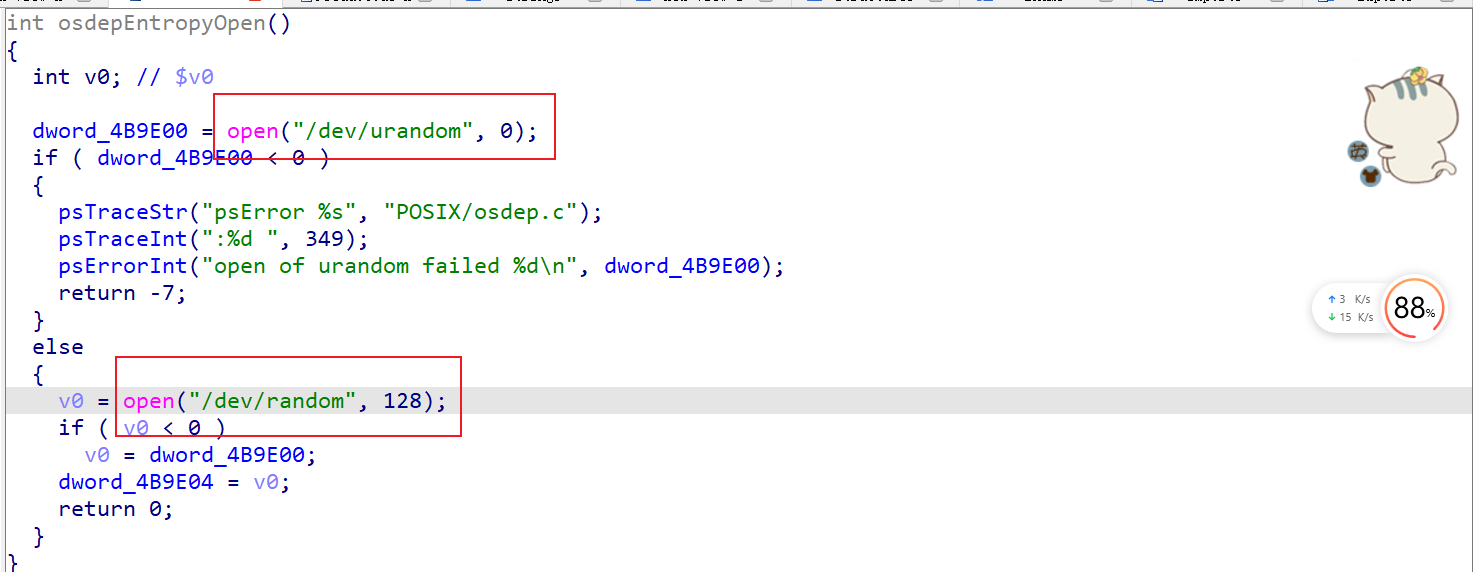 int osdepEntropyOpen()
{
int v0; // $v0
dword_4B9E00 = open("/dev/urandom", 0);
if ( dword_4B9E00 < 0 )
{
psTraceStr("psError %s", "POSIX/osdep.c");
psTraceInt(":%d ", 349);
psErrorInt("open of urandom failed %d\n", dword_4B9E00);
return -7;
}
else
{
v0 = open("/dev/random", 128);
if ( v0 < 0 )
v0 = dword_4B9E00;
dword_4B9E04 = v0;
return 0;
}
}
↑ 3 K/s
↓ 15 K/s
88%